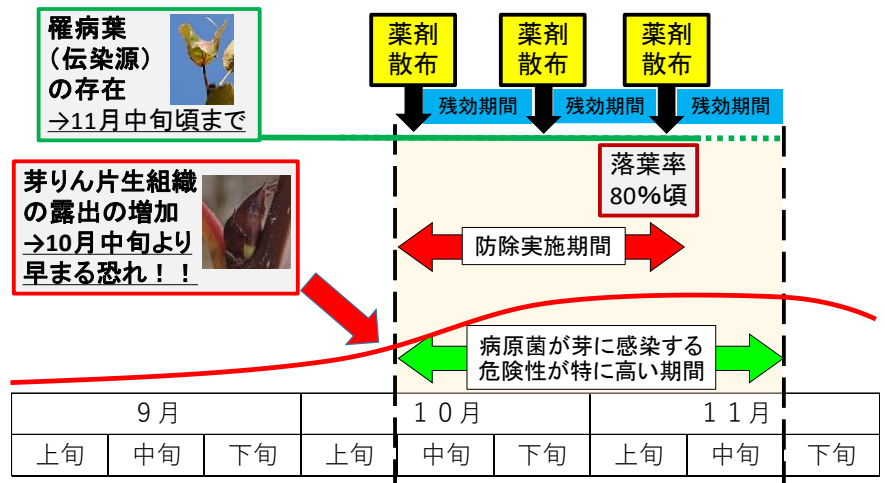 罹病葉
（伝染源）
の存在
→11月中旬頃まで
薬剤
散布
薬剤
散布
薬剤
散布
残効期間
残効期間
残効期間
芽りん片生組織
の露出の増加
→10月中旬より
早まる恐れ！！
落葉率
80%頃
防除実施期間
病原菌が芽に感染する
危険性が特に高い期間
９月 １０月 １１月
上旬 中旬 下旬 上旬 中旬 下旬 上旬 中旬 下旬